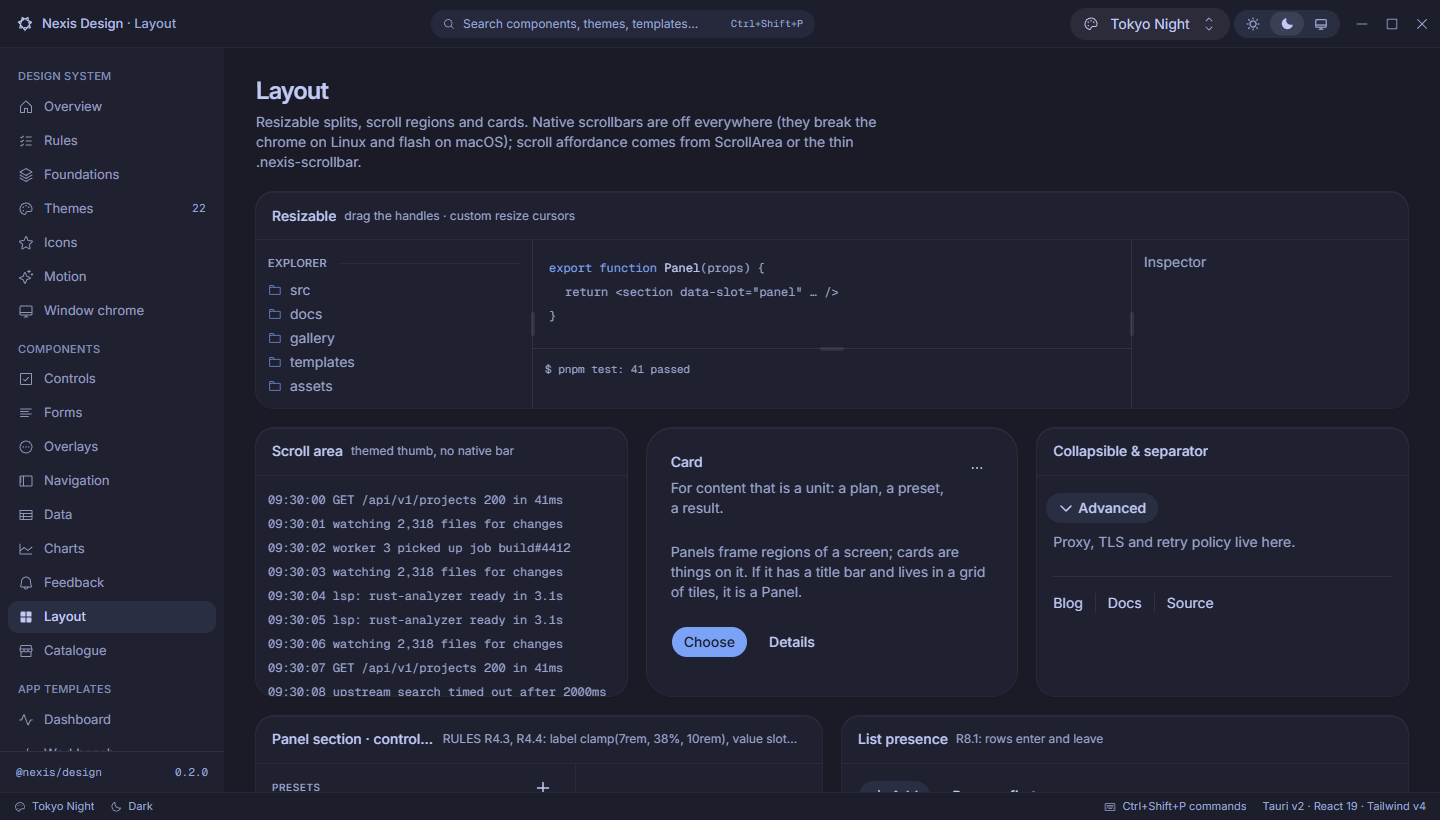 Nexis Design · Layout
Search components, themes, templates... Ctrl+Shift+P
Tokyo Night
DESIGN SYSTEM
Overview
Rules
Foundations
Themes 22
Icons
Motion
Window chrome
COMPONENTS
Controls
Forms
Overlays
Navigation
Data
Charts
Feedback
Layout
Catalogue
APP TEMPLATES
Dashboard
@nexis/design 0.2.0
Layout
Resizable splits, scroll regions and cards. Native scrollbars are off everywhere (they break the
chrome on Linux and flash on macOS); scroll affordance comes from ScrollArea or the thin
.nexis-scrollbar.
Resizable drag the handles · custom resize cursors
EXPLORER
src
docs
gallery
templates
assets
export function Panel(props) {
return <section data-slot="panel" … />
}
$ pnpm test: 41 passed
Inspector
Scroll area themed thumb, no native bar
09:30:00 GET /api/v1/projects 200 in 41ms
09:30:01 watching 2,318 files for changes
09:30:02 worker 3 picked up job build#4412
09:30:03 watching 2,318 files for changes
09:30:04 lsp: rust-analyzer ready in 3.1s
09:30:05 lsp: rust-analyzer ready in 3.1s
09:30:06 watching 2,318 files for changes
09:30:07 GET /api/v1/projects 200 in 41ms
09:30:08 upstream search timed out after 2000ms
Card
...
For content that is a unit: a plan, a preset,
a result.
Panels frame regions of a screen; cards are
things on it. If it has a title bar and lives in a grid
of tiles, it is a Panel.
Choose Details
Collapsible & separator
Advanced
Proxy, TLS and retry policy live here.
Blog Docs Source
Panel section · control... RULES R4.3, R4.4: label clamp(7rem, 38%, 10rem), value slot...
PRESETS
List presence R8.1: rows enter and leave
Tokyo Night Dark
Ctrl+Shift+P commands Tauri v2 · React 19 · Tailwind v4